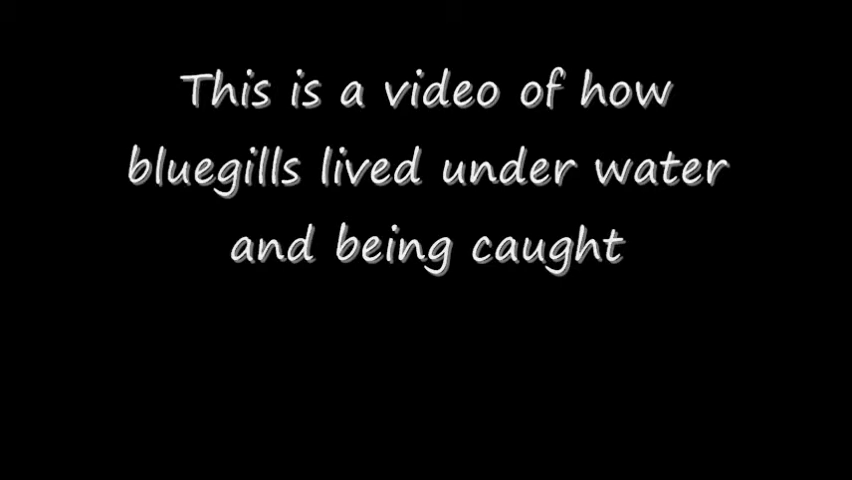 This is a video of how
bluegills lived under water
and being caught